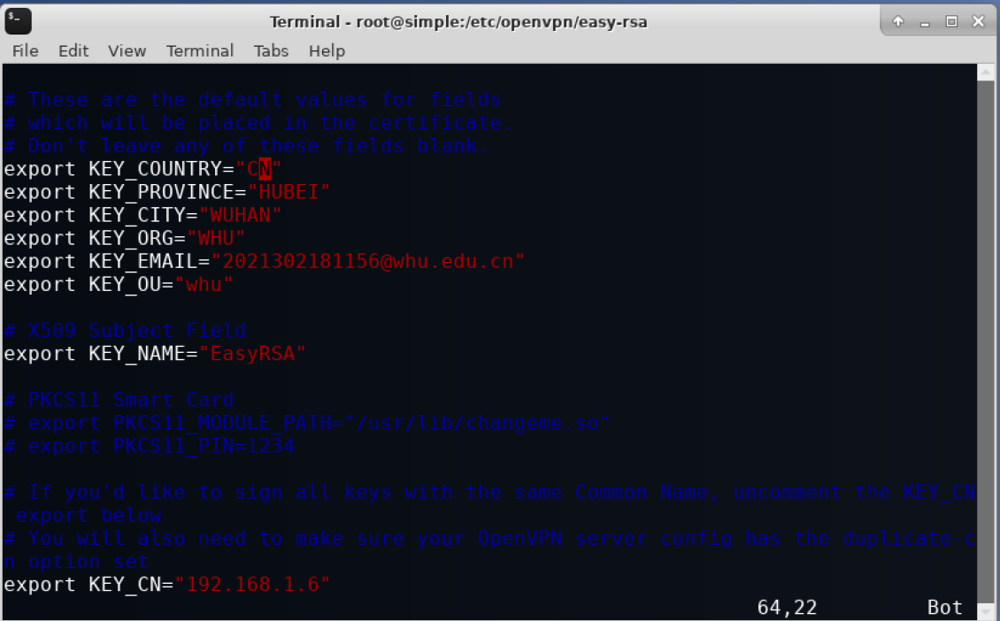 Terminal - root@simple:/etc/openvpn/easy-rsa
File Edit View Terminal Tabs Help
# These are the default values for fields
# which will be placed in the certificate.
# Don't leave any of these fields blank.
export KEY_COUNTRY="CN"
export KEY_PROVINCE="HUBEI"
export KEY_CITY="WUHAN"
export KEY_ORG="WHU"
export KEY_EMAIL="2021302181156@whu.edu.cn"
export KEY_OU="whu"
# X509 Subject Field
export KEY_NAME="EasyRSA"
# PKCS11 Smart Card
# export PKCS11_MODULE_PATH="/usr/lib/changeme.so"
# export PKCS11_PIN=1234
# If you'd like to sign all keys with the same Common Name, uncomment the KEY_CN
 export below
# You will also need to make sure your OpenVPN server config has the duplicate-c
n option set
export KEY_CN="192.168.1.6"
64,22 Bot